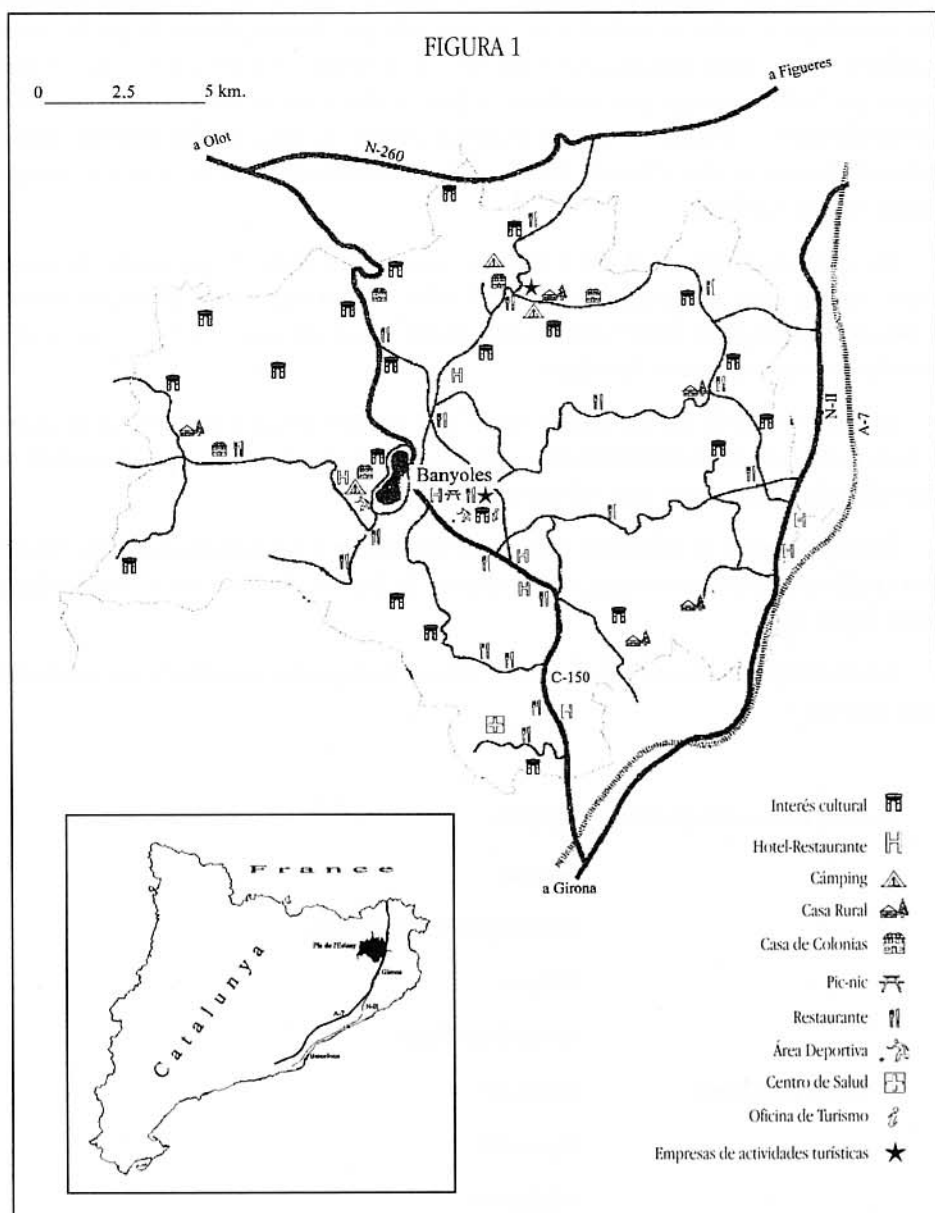 FIGURA 1
0 2.5 5 km.
a Figueres
a Olot
N-260
N-II
A-7
Banyoles
C-150
a Girona
Interés cultural
Hotel-Restaurante
Cámping
Casa Rural
Casa de Colonias
Pic-nic
Restaurante
Área Deportiva
Centro de Salud
Oficina de Turismo
Empresas de actividades turísticas
France
Pla de l'Estany
Girona
N-II
A-7
Catalunya